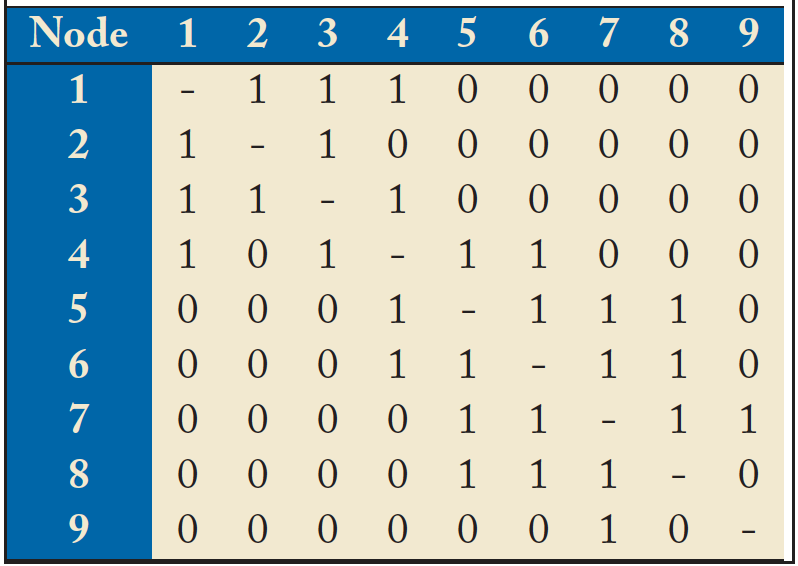 Node 1 2 3 4 5 6 7 8 9
1 - 1 1 1 0 0 0 0 0
2 1 - 1 0 0 0 0 0 0
3 1 1 - 1 0 0 0 0 0
4 1 0 1 - 1 1 0 0 0
5 0 0 0 1 - 1 1 1 0
6 0 0 0 1 1 - 1 1 0
7 0 0 0 0 1 1 - 1 1
8 0 0 0 0 1 1 1 - 0
9 0 0 0 0 0 0 1 0 -